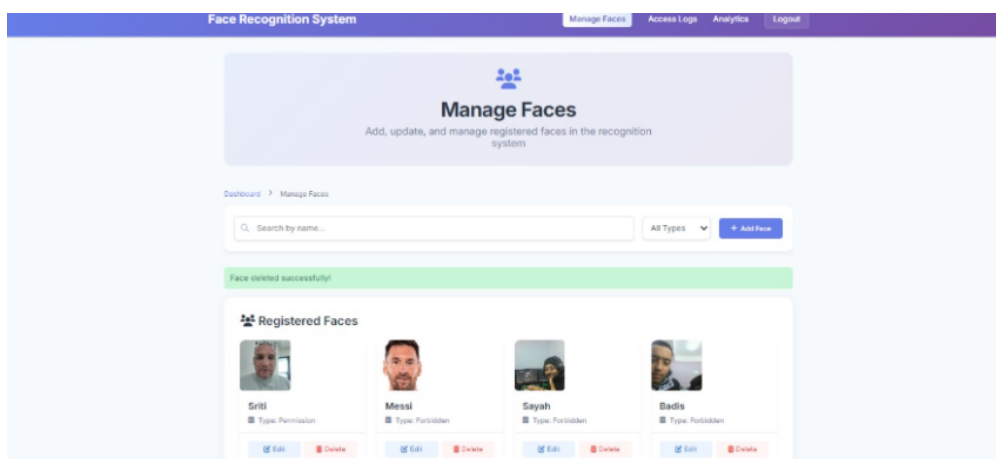 Face Recognition System
Manage Faces Access Logs Analytics Logout
Manage Faces
Add, update, and manage registered faces in the recognition
system
Dashboard > Manage Faces
Search by name...
All Types
+ Add Face
Face deleted successfully!
Registered Faces
Sriti Messi Sayah Badis
Type: Permission Type: Forbidden Type: Forbidden Type: Forbidden
Edit Delete Edit Delete Edit Delete Edit Delete